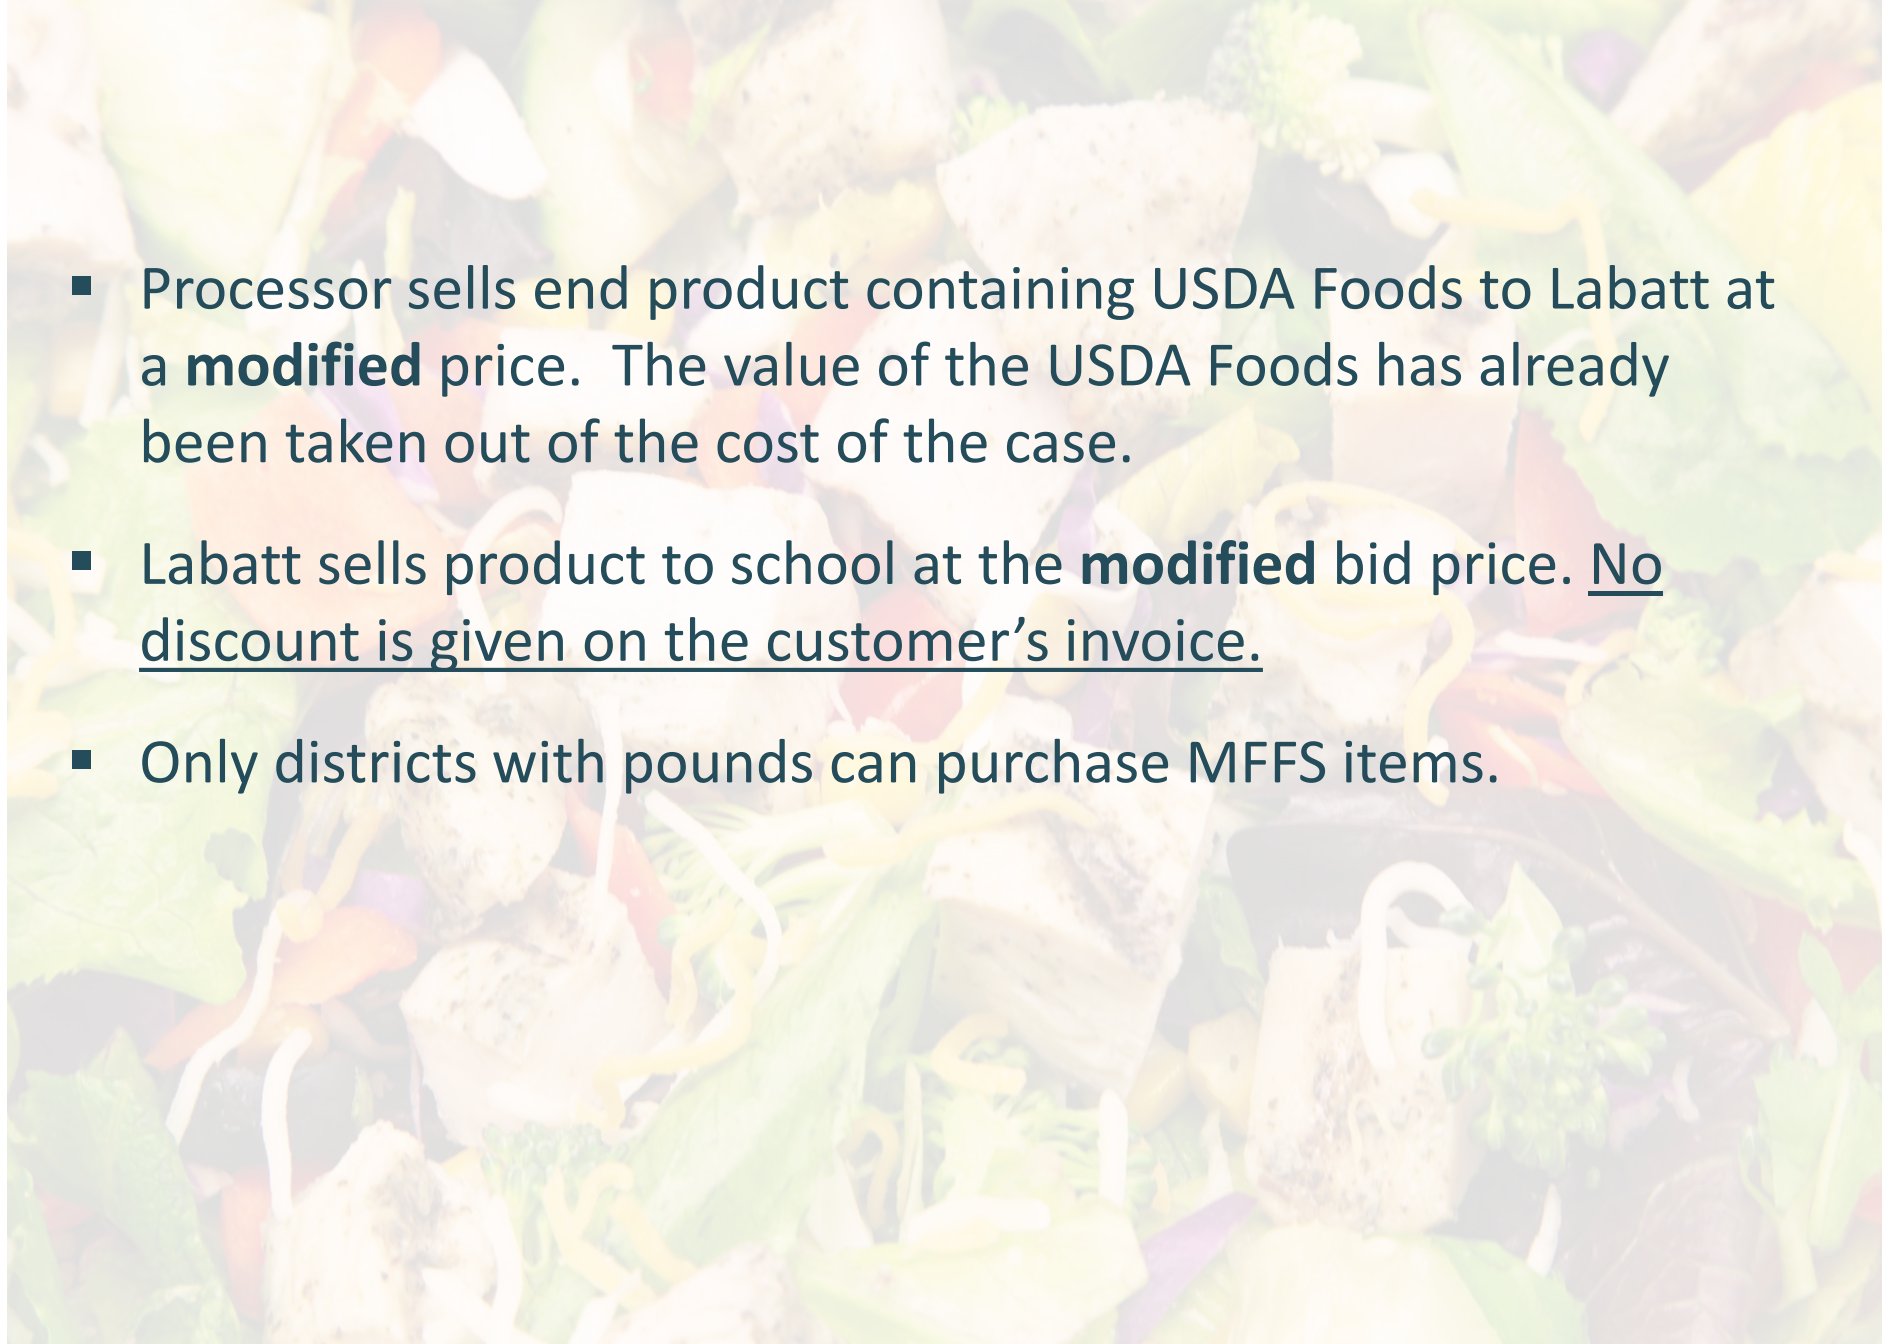 ▪ Processor sells end product containing USDA Foods to Labatt at
a modified price.  The value of the USDA Foods has already
been taken out of the cost of the case.
▪ Labatt sells product to school at the modified bid price. No
discount is given on the customer’s invoice.
▪ Only districts with pounds can purchase MFFS items.